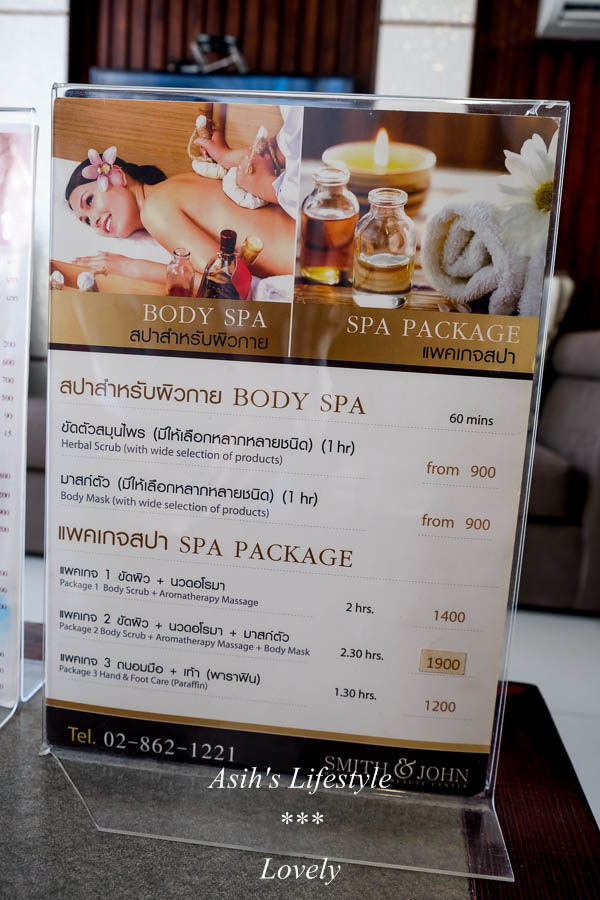 BODY SPA
สปาสำหรับผิวกาย
SPA PACKAGE
แพคเกจสปา
สปาสำหรับผิวกาย BODY SPA
60 mins
ขัดตัวสมุนไพร (มีให้เลือกหลากหลายชนิด) (1 hr)
Herbal Scrub (with wide selection of products)
from 900
มาสก์ตัว (มีให้เลือกหลากหลายชนิด) (1 hr)
Body Mask (with wide selection of products)
from 900
แพคเกจสปา SPA PACKAGE
แพคเกจ 1 ขัดผิว + นวดอโรมา
Package 1 Body Scrub + Aromatherapy Massage
2 hrs.
1400
แพคเกจ 2 ขัดผิว + นวดอโรมา + มาสก์ตัว
Package 2 Body Scrub + Aromatherapy Massage + Body Mask
2.30 hrs.
1900
แพคเกจ 3 ถนอมมือ + เท้า (พาราฟิน)
Package 3 Hand & Foot Care (Paraffin)
1.30 hrs.
1200
Tel. 02-862-1221
SMITH & JOHN
BEAUTY CENTER
Asih's Lifestyle
***
Lovely